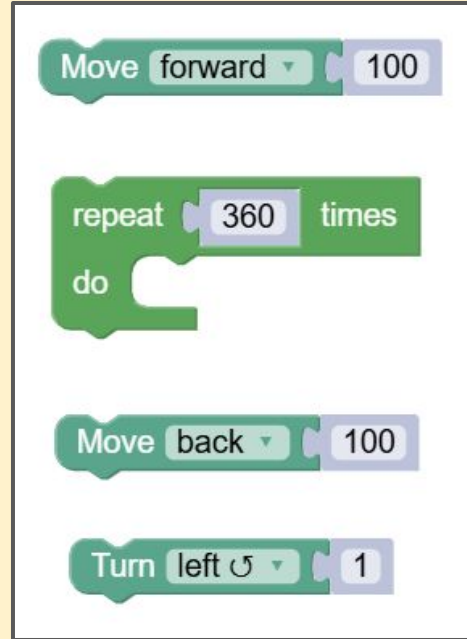 Move forward 100
repeat 360 times
do
Move back 100
Turn left ↺ 1